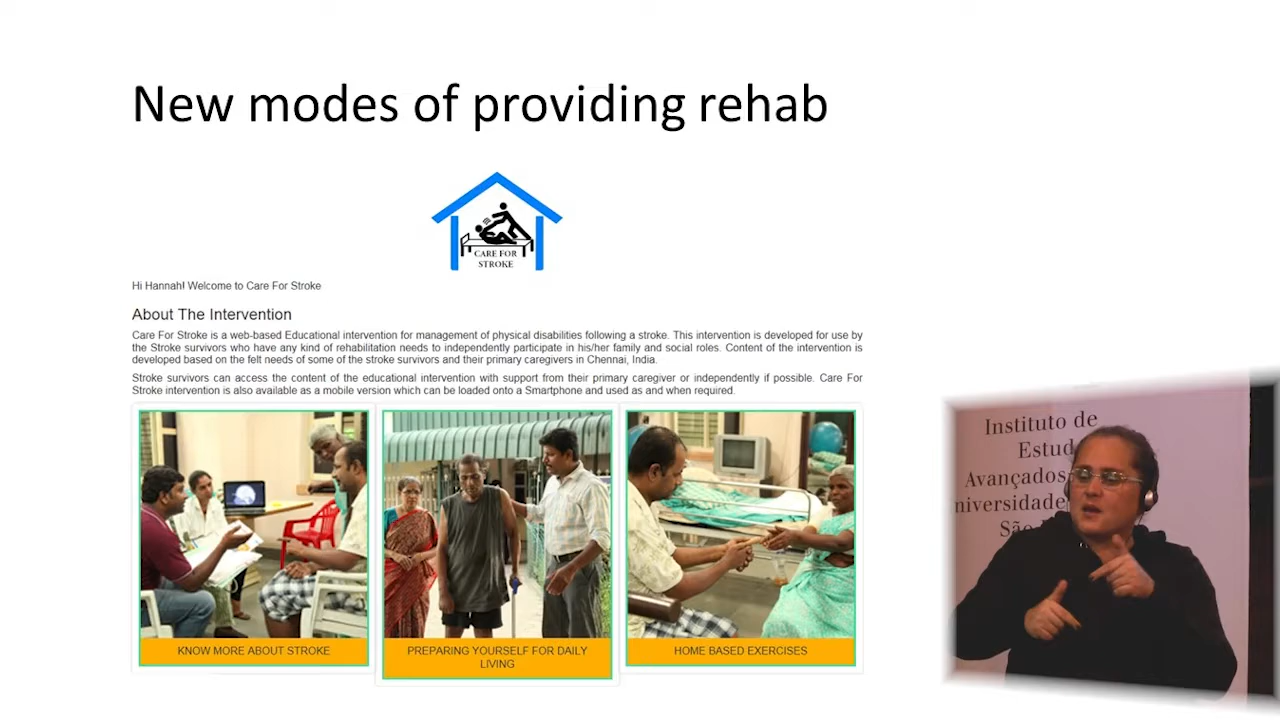 New modes of providing rehab
CARE FOR
STROKE
Hi Hannah! Welcome to Care For Stroke
About The Intervention
Care For Stroke is a web-based Educational intervention for management of physical disabilities following a stroke. This intervention is developed for use by
the Stroke survivors who have any kind of rehabilitation needs to independently participate in his/her family and social roles. Content of the intervention is
developed based on the felt needs of some of the stroke survivors and their primary caregivers in Chennai, India.
Stroke survivors can access the content of the educational intervention with support from their primary caregiver or independently if possible. Care For
Stroke intervention is also available as a mobile version which can be loaded onto a Smartphone and used as and when required.
KNOW MORE ABOUT STROKE
PREPARING YOURSELF FOR DAILY
LIVING
HOME BASED EXERCISES
Instituto de
Estud
Avançados
niversidade
São